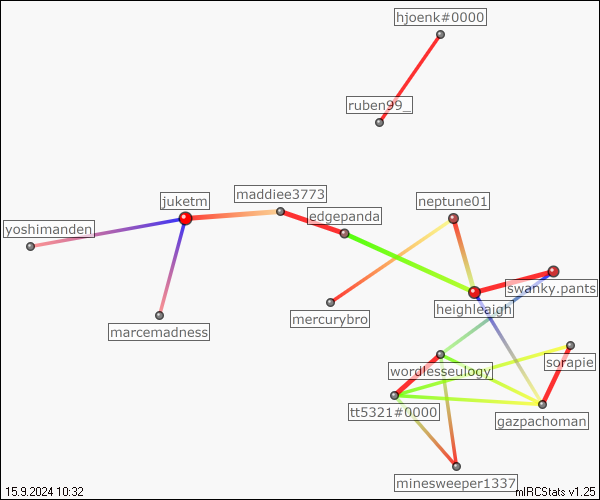 hjoenk#0000
ruben99_
maddiee3773
juketm
neptune01
edgepanda
yoshimanden
swanky.pants
heighleaigh
mercurybro
marcemadness
sorapie
wordlesseulogy
tt5321#0000
gazpachoman
minesweeper1337
15.9.2024 10:32
mIRCStats v1.25